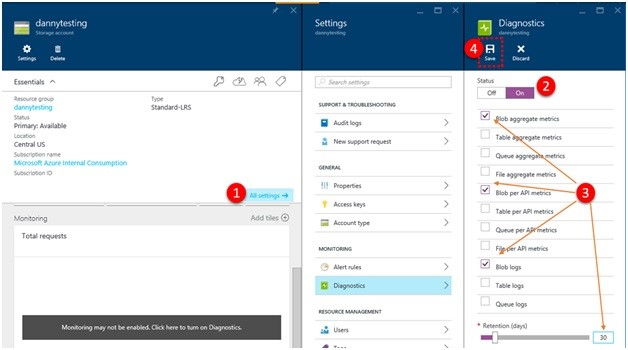 dannytesting
Storage account
Settings
Delete
Essentials
Resource group
dannytesting
Status
Primary: Available
Location
Central US
Subscription name
Microsoft Azure Internal Consumption
Subscription ID
Type
Standard-LRS
1
All settings
Monitoring
Add tiles
Total requests
Monitoring may not be enabled. Click here to turn on Diagnostics.
Settings
dannytesting
Search settings
SUPPORT & TROUBLESHOOTING
Audit logs
New support request
GENERAL
Properties
Access keys
Account type
MONITORING
Alert rules
Diagnostics
RESOURCE MANAGEMENT
Users
Tags
Diagnostics
dannytesting
4
Save
Discard
Status
Off
On
2
Blob aggregate metrics
Table aggregate metrics
Queue aggregate metrics
File aggregate metrics
Blob per API metrics
Table per API metrics
Queue per API metrics
File per API metrics
Blob logs
Table logs
Queue logs
3
* Retention (days)
30